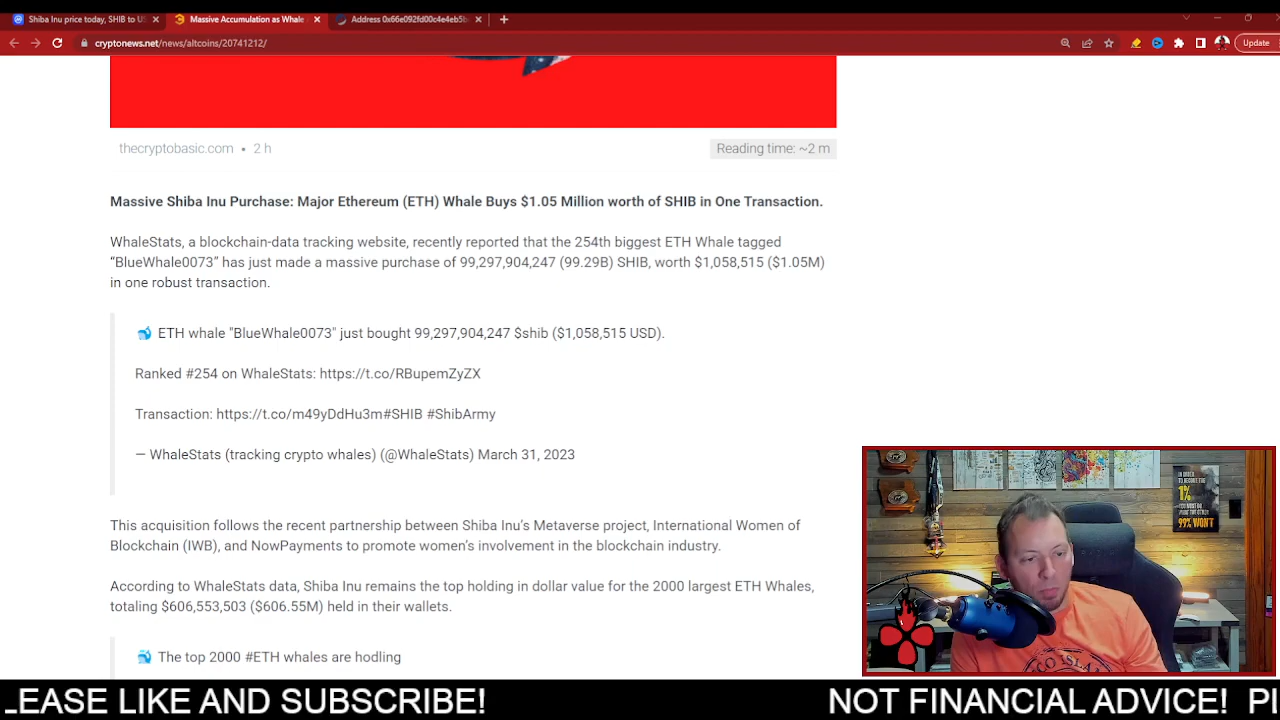 Shiba Inu price today, SHIB to US
Massive Accumulation as Whale
Address 0x66e092fd00c4e4eb5b
cryptonews.net/news/altcoins/20741212/
Update
thecryptobasic.com • 2 h
Reading time: ~2 m
Massive Shiba Inu Purchase: Major Ethereum (ETH) Whale Buys $1.05 Million worth of SHIB in One Transaction.
WhaleStats, a blockchain-data tracking website, recently reported that the 254th biggest ETH Whale tagged
“BlueWhale0073” has just made a massive purchase of 99,297,904,247 (99.29B) SHIB, worth $1,058,515 ($1.05M)
in one robust transaction.
ETH whale "BlueWhale0073" just bought 99,297,904,247 $shib ($1,058,515 USD).
Ranked #254 on WhaleStats: https://t.co/RBupemZyZX
Transaction: https://t.co/m49yDdHu3m#SHIB #ShibArmy
— WhaleStats (tracking crypto whales) (@WhaleStats) March 31, 2023
This acquisition follows the recent partnership between Shiba Inu’s Metaverse project, International Women of
Blockchain (IWB), and NowPayments to promote women’s involvement in the blockchain industry.
According to WhaleStats data, Shiba Inu remains the top holding in dollar value for the 2000 largest ETH Whales,
totaling $606,553,503 ($606.55M) held in their wallets.
The top 2000 #ETH whales are hodling
1%
99% WON'T
EASE LIKE AND SUBSCRIBE!
NOT FINANCIAL ADVICE! Pl